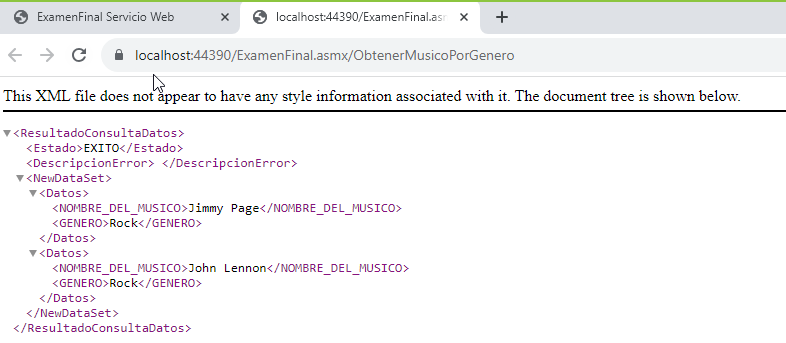 ExamenFinal Servicio Web
localhost:44390/ExamenFinal.asm
localhost:44390/ExamenFinal.asmx/ObtenerMusicoPorGenero
This XML file does not appear to have any style information associated with it. The document tree is shown below.
<ResultadoConsultaDatos>
<Estado>EXITO</Estado>
<DescripcionError> </DescripcionError>
<NewDataSet>
<Datos>
<NOMBRE_DEL_MUSICO>Jimmy Page</NOMBRE_DEL_MUSICO>
<GENERO>Rock</GENERO>
</Datos>
<Datos>
<NOMBRE_DEL_MUSICO>John Lennon</NOMBRE_DEL_MUSICO>
<GENERO>Rock</GENERO>
</Datos>
</NewDataSet>
</ResultadoConsultaDatos>